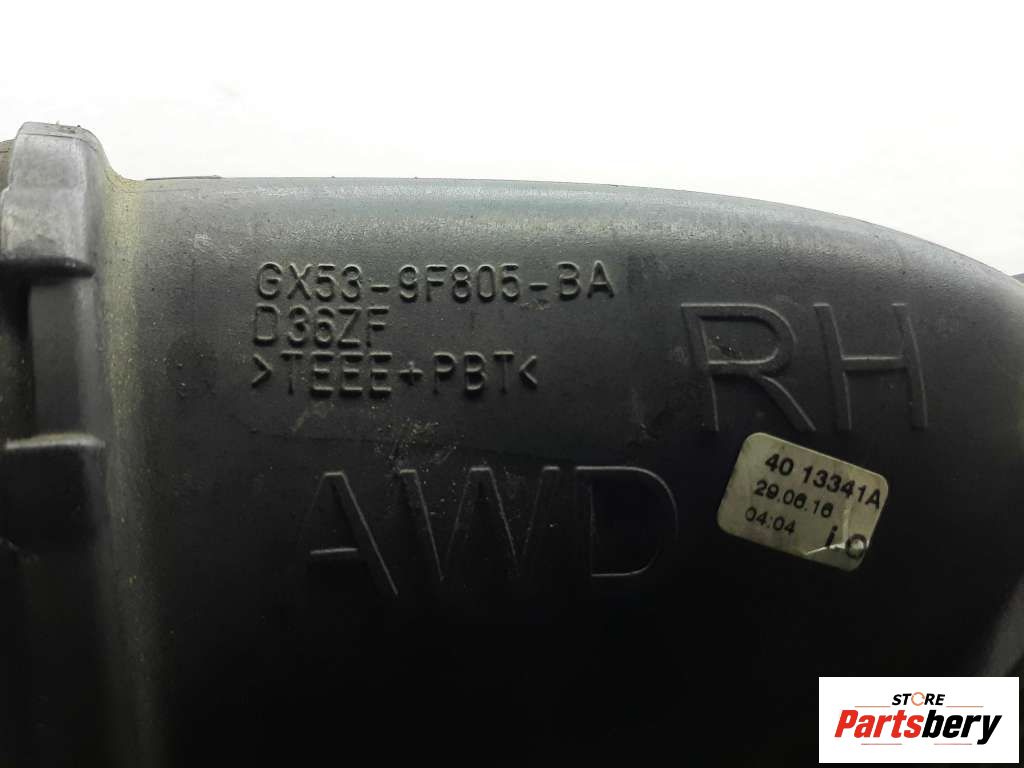 GX53-9F805-BA
D36ZF
>TEEE+PBT<
RH
AWD
40 13341A
29.06.16
04:04
i.O
STORE
Partsbery